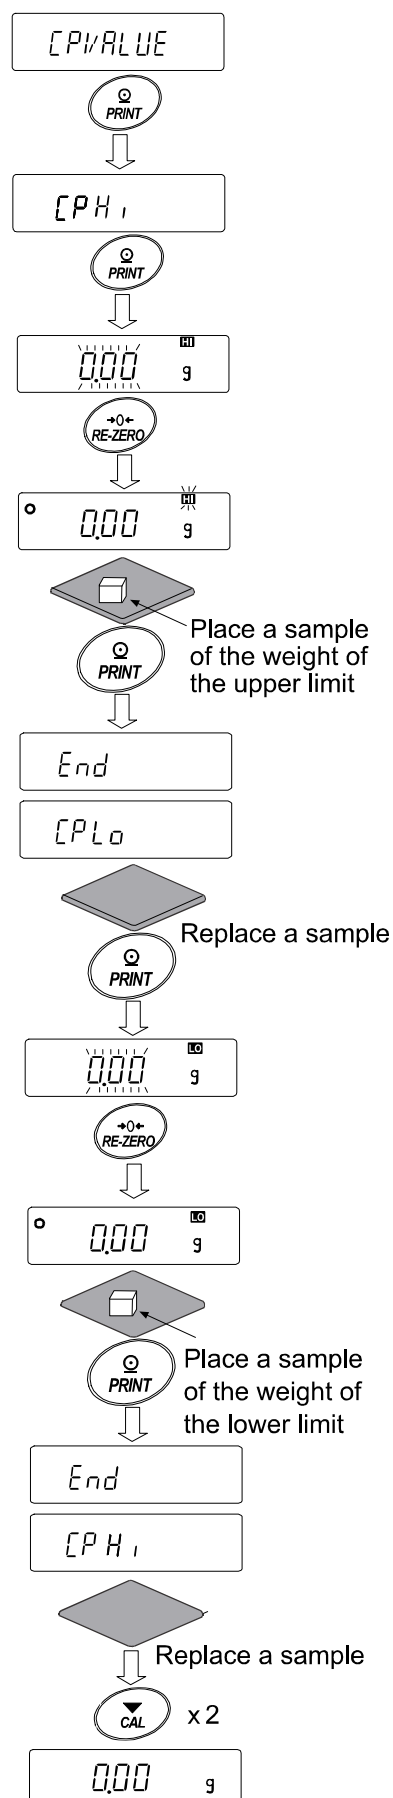 CPVALUE
PRINT
CPHi
PRINT
HI
0.00 g
→0←
RE-ZERO
HI
0.00 g
Place a sample
of the weight of
the upper limit
PRINT
End
CPLo
Replace a sample
PRINT
LO
0.00 g
→0←
RE-ZERO
LO
0.00 g
Place a sample
of the weight of
the lower limit
PRINT
End
CPHi
Replace a sample
CAL x 2
0.00 g